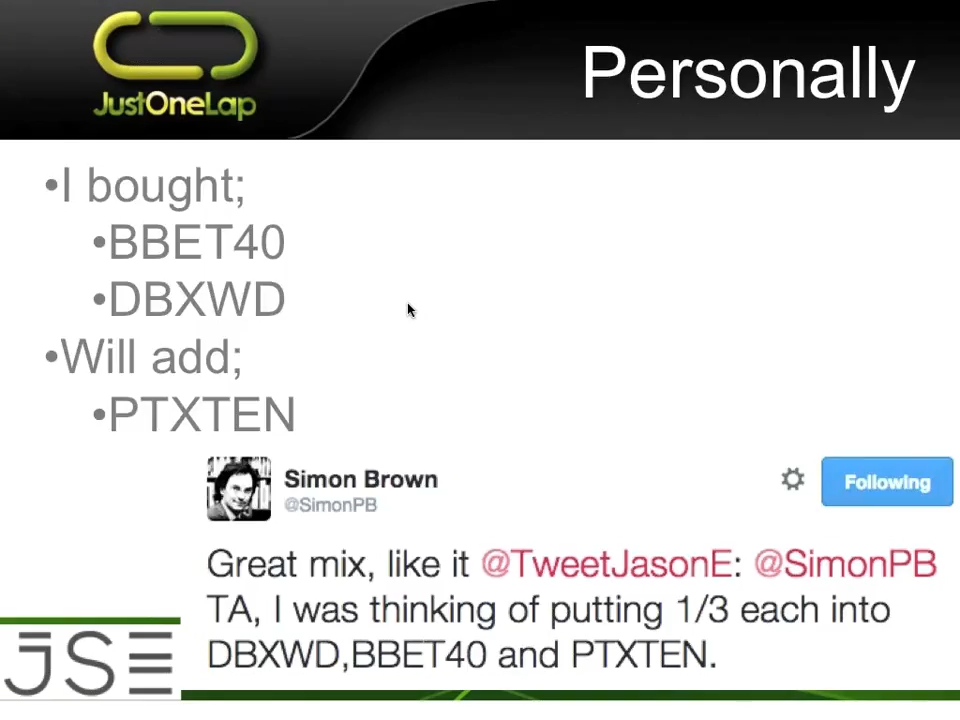 JustOneLap
Personally
•I bought;
•BBET40
•DBXWD
•Will add;
•PTXTEN
Simon Brown
@SimonPB
Following
Great mix, like it @TweetJasonE: @SimonPB
TA, I was thinking of putting 1/3 each into
DBXWD,BBET40 and PTXTEN.
JSE